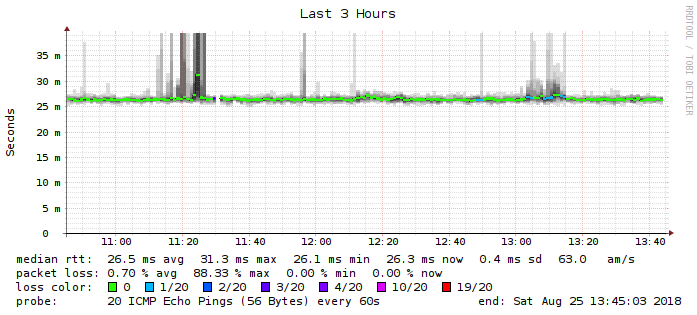 Last 3 Hours
RRDTOOL / TOBI OETIKER
Seconds
35 m
30 m
25 m
20 m
15 m
10 m
5 m
0
11:00 11:20 11:40 12:00 12:20 12:40 13:00 13:20 13:40
median rtt: 26.5 ms avg 31.3 ms max 26.1 ms min 26.3 ms now 0.4 ms sd 63.0 am/s
packet loss: 0.70 % avg 88.33 % max 0.00 % min 0.00 % now
loss color: 0 1/20 2/20 3/20 4/20 10/20 19/20
probe: 20 ICMP Echo Pings (56 Bytes) every 60s end: Sat Aug 25 13:45:03 2018